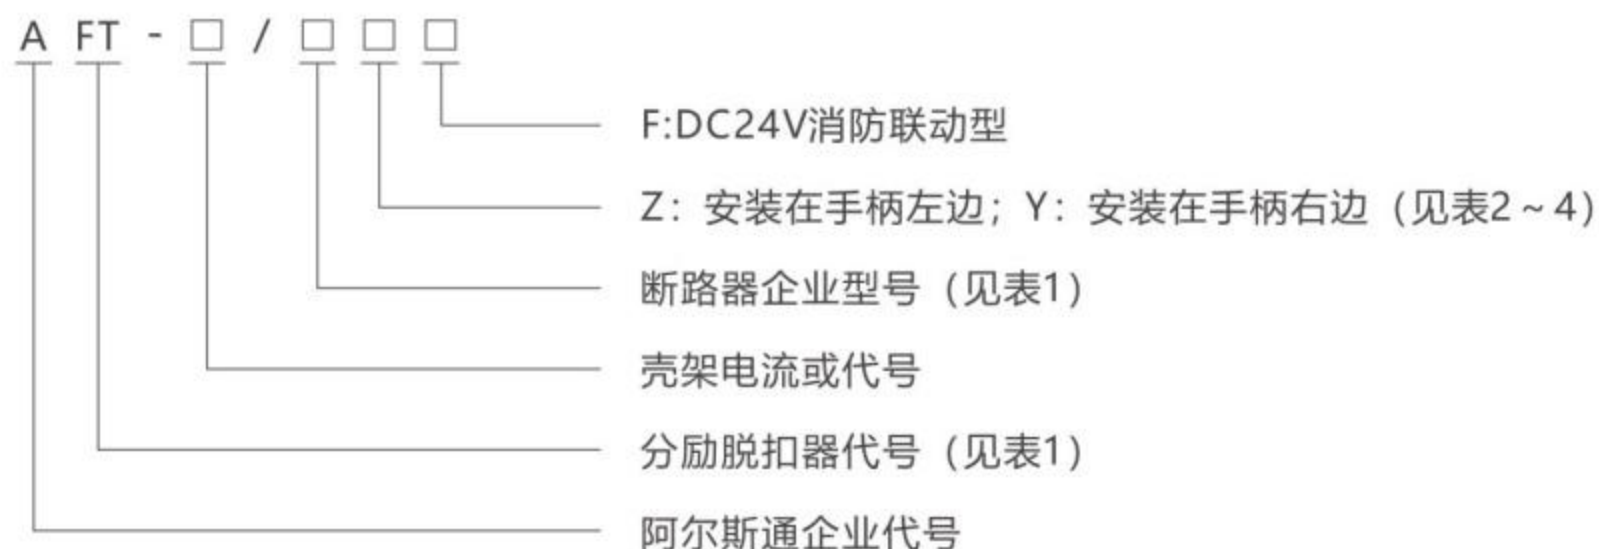 A FT - □ / □ □ □
F:DC24V消防联动型
Z：安装在手柄左边；Y：安装在手柄右边（见表2～4）
断路器企业型号（见表1）
壳架电流或代号
分励脱扣器代号（见表1）
阿尔斯通企业代号